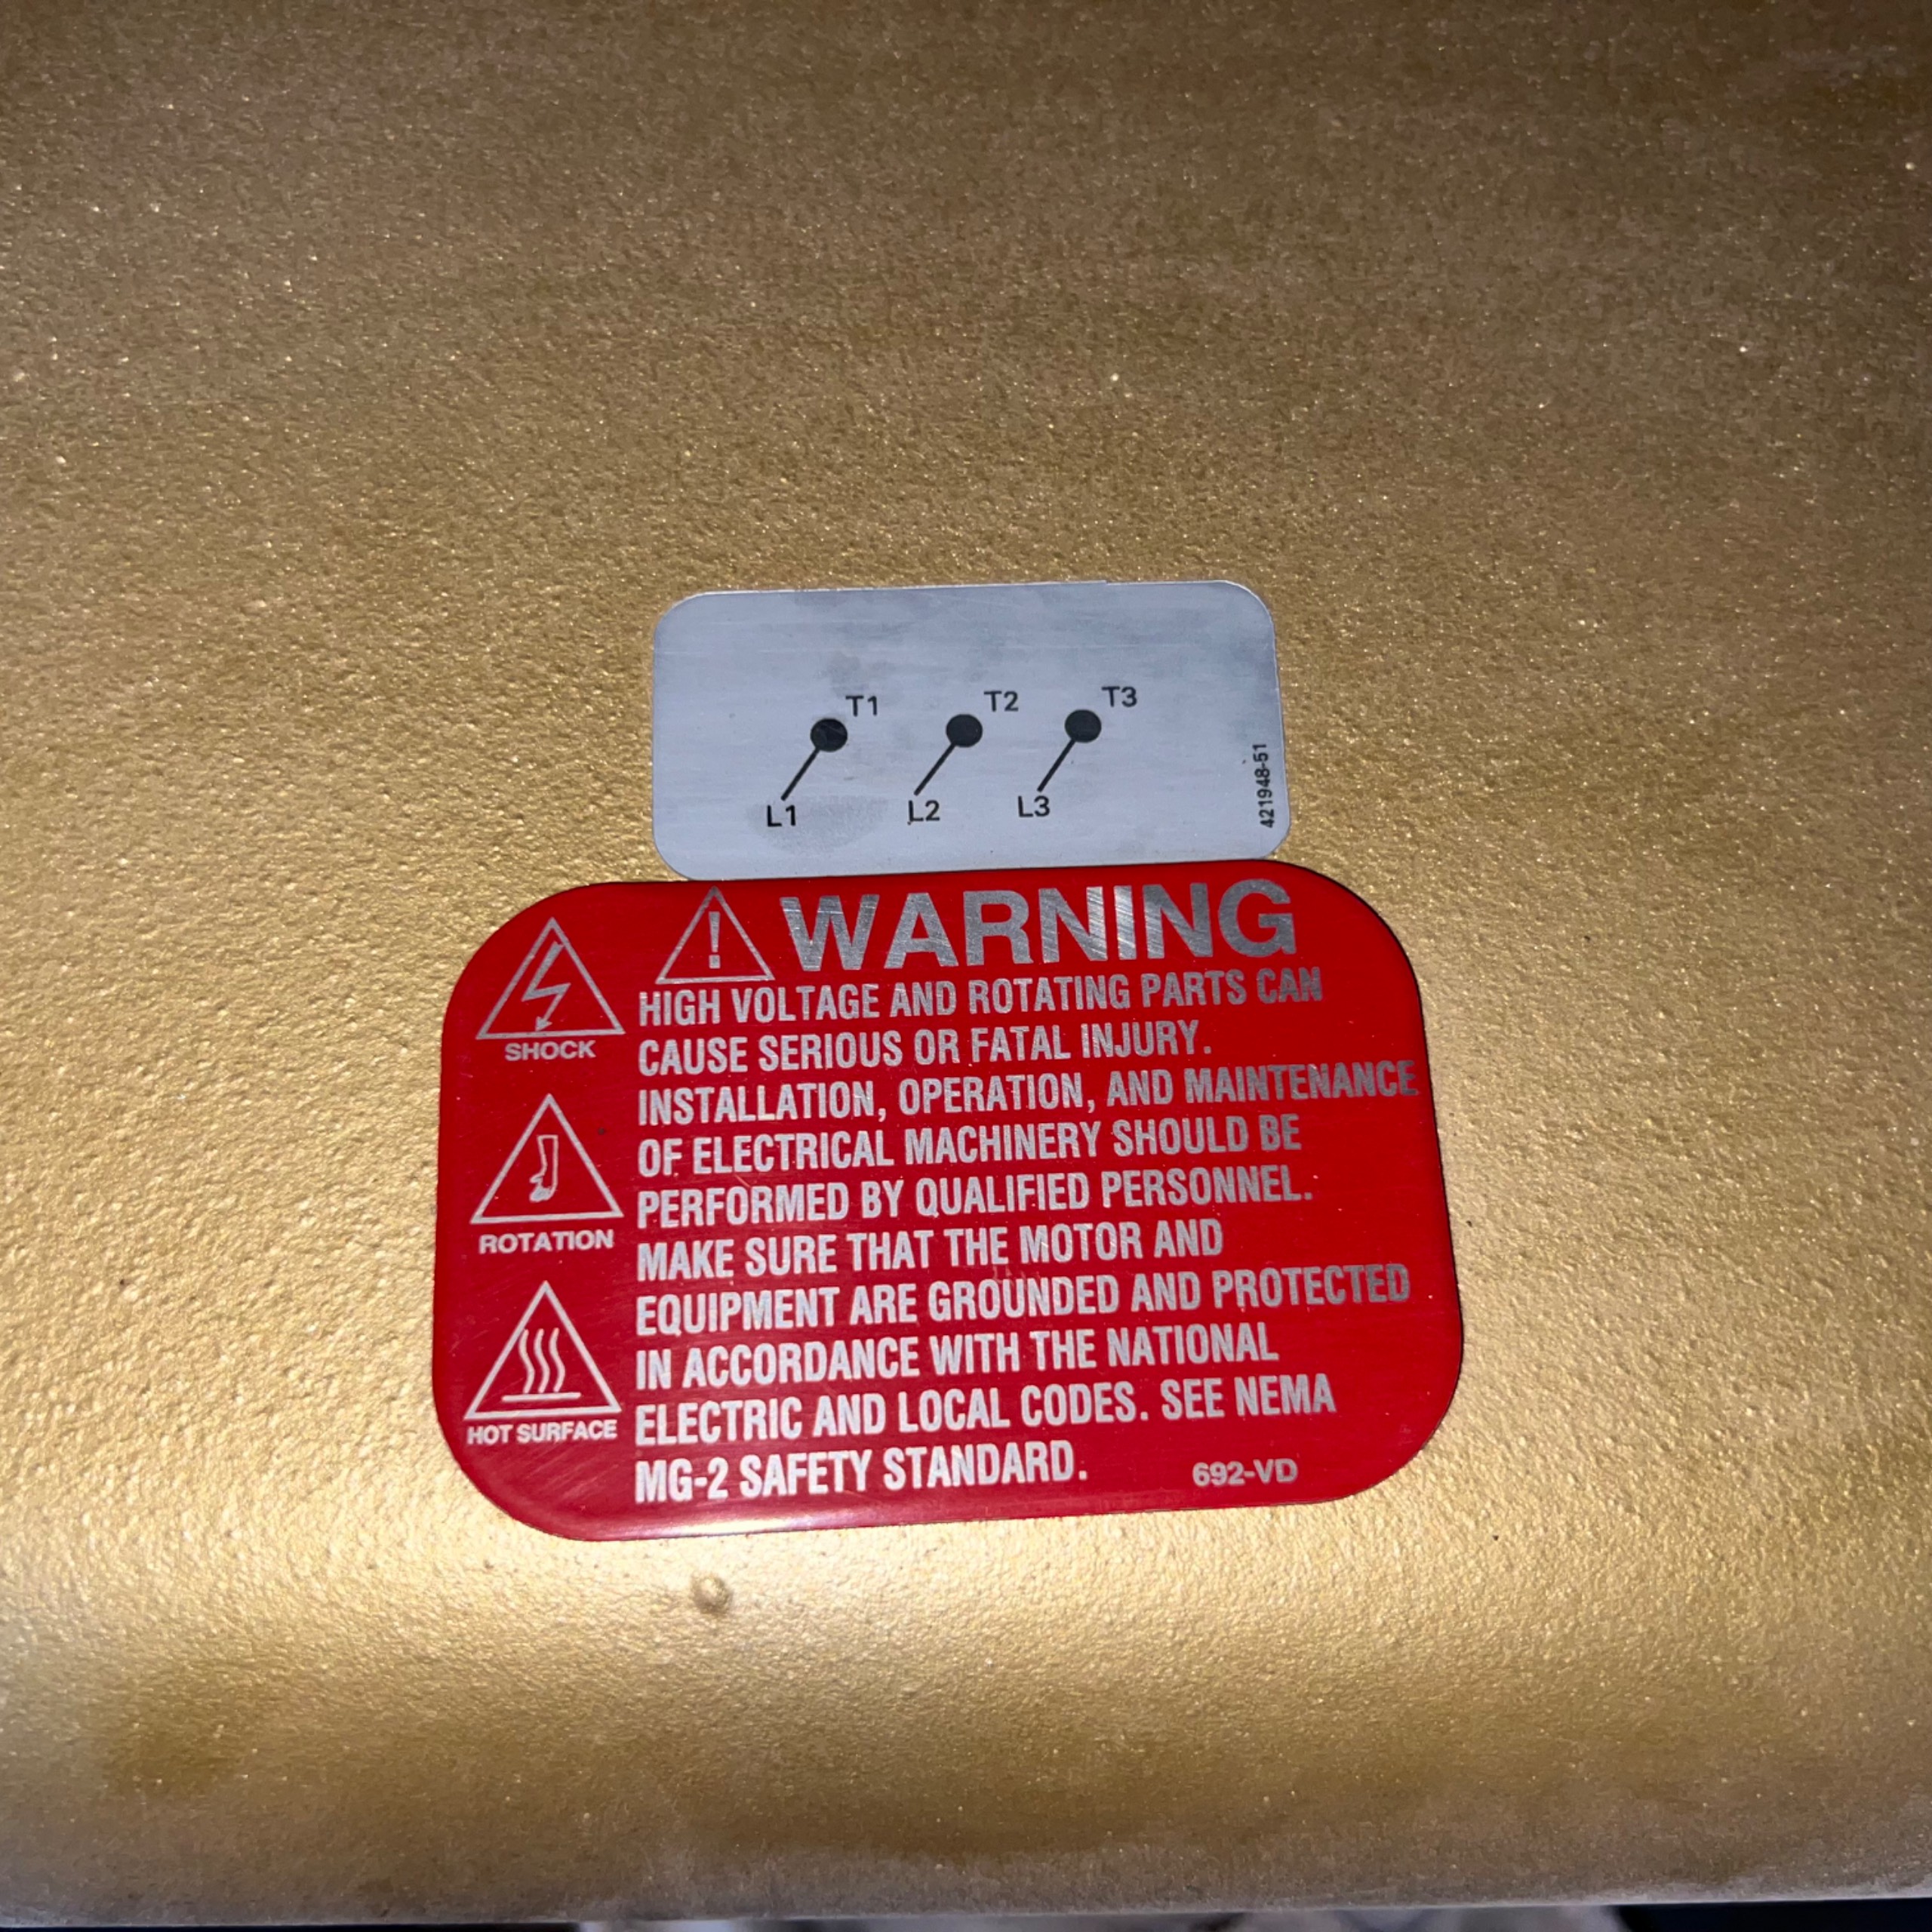 T1 T2 T3
L1 L2 L3
421948-51
WARNING
HIGH VOLTAGE AND ROTATING PARTS CAN
CAUSE SERIOUS OR FATAL INJURY.
INSTALLATION, OPERATION, AND MAINTENANCE
OF ELECTRICAL MACHINERY SHOULD BE
PERFORMED BY QUALIFIED PERSONNEL.
MAKE SURE THAT THE MOTOR AND
EQUIPMENT ARE GROUNDED AND PROTECTED
IN ACCORDANCE WITH THE NATIONAL
ELECTRIC AND LOCAL CODES. SEE NEMA
MG-2 SAFETY STANDARD.
692-VD
SHOCK
ROTATION
HOT SURFACE